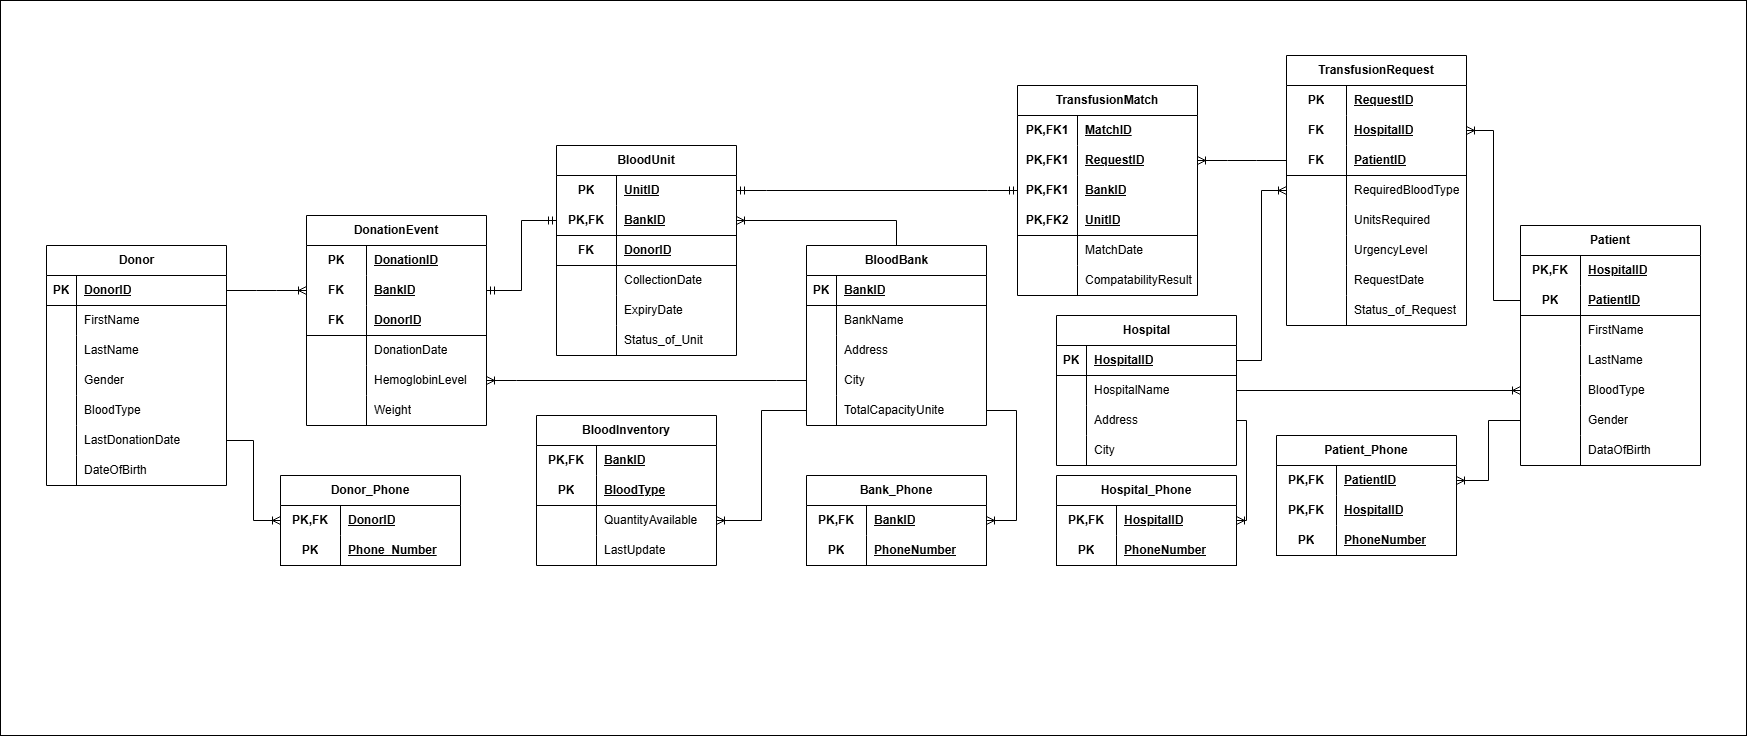 Donor
PK DonorID
FirstName
LastName
Gender
BloodType
LastDonationDate
DateOfBirth
DonationEvent
PK DonationID
FK BankID
FK DonorID
DonationDate
HemoglobinLevel
Weight
Donor_Phone
PK,FK DonorID
PK Phone_Number
BloodUnit
PK UnitID
PK,FK BankID
FK DonorID
CollectionDate
ExpiryDate
Status_of_Unit
BloodInventory
PK,FK BankID
PK BloodType
QuantityAvailable
LastUpdate
BloodBank
PK BankID
BankName
Address
City
TotalCapacityUnite
Bank_Phone
PK,FK BankID
PK PhoneNumber
TransfusionMatch
PK,FK1 MatchID
PK,FK1 RequestID
PK,FK1 BankID
PK,FK2 UnitID
MatchDate
CompatabilityResult
Hospital
PK HospitalID
HospitalName
Address
City
Hospital_Phone
PK,FK HospitalID
PK PhoneNumber
TransfusionRequest
PK RequestID
FK HospitalID
FK PatientID
RequiredBloodType
UnitsRequired
UrgencyLevel
RequestDate
Status_of_Request
Patient_Phone
PK,FK PatientID
PK,FK HospitalID
PK PhoneNumber
Patient
PK,FK HospitalID
PK PatientID
FirstName
LastName
BloodType
Gender
DataOfBirth